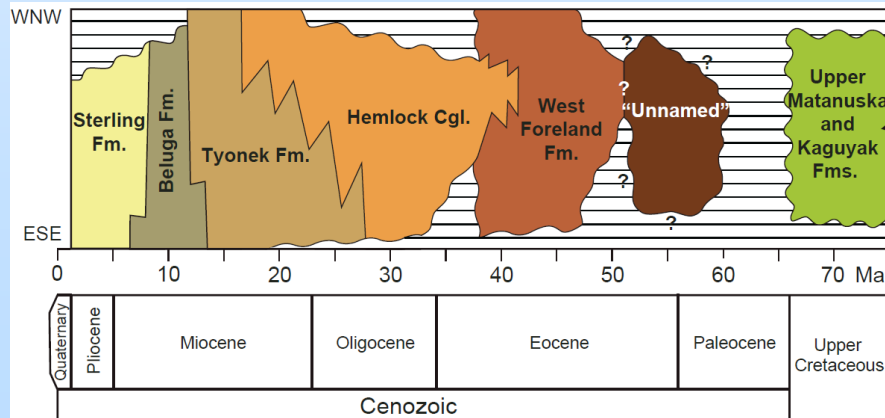 WNW
?
?
?
"Unnamed"
Upper
Matanuska
and
Kaguyak
Fms.
Sterling
Fm.
Beluga Fm.
Tyonek Fm.
Hemlock Cgl.
West
Foreland
Fm.
?
?
ESE
0 10 20 30 40 50 60 70 Ma
Quaternary
Pliocene
Miocene
Oligocene
Eocene
Paleocene
Upper
Cretaceous
Cenozoic